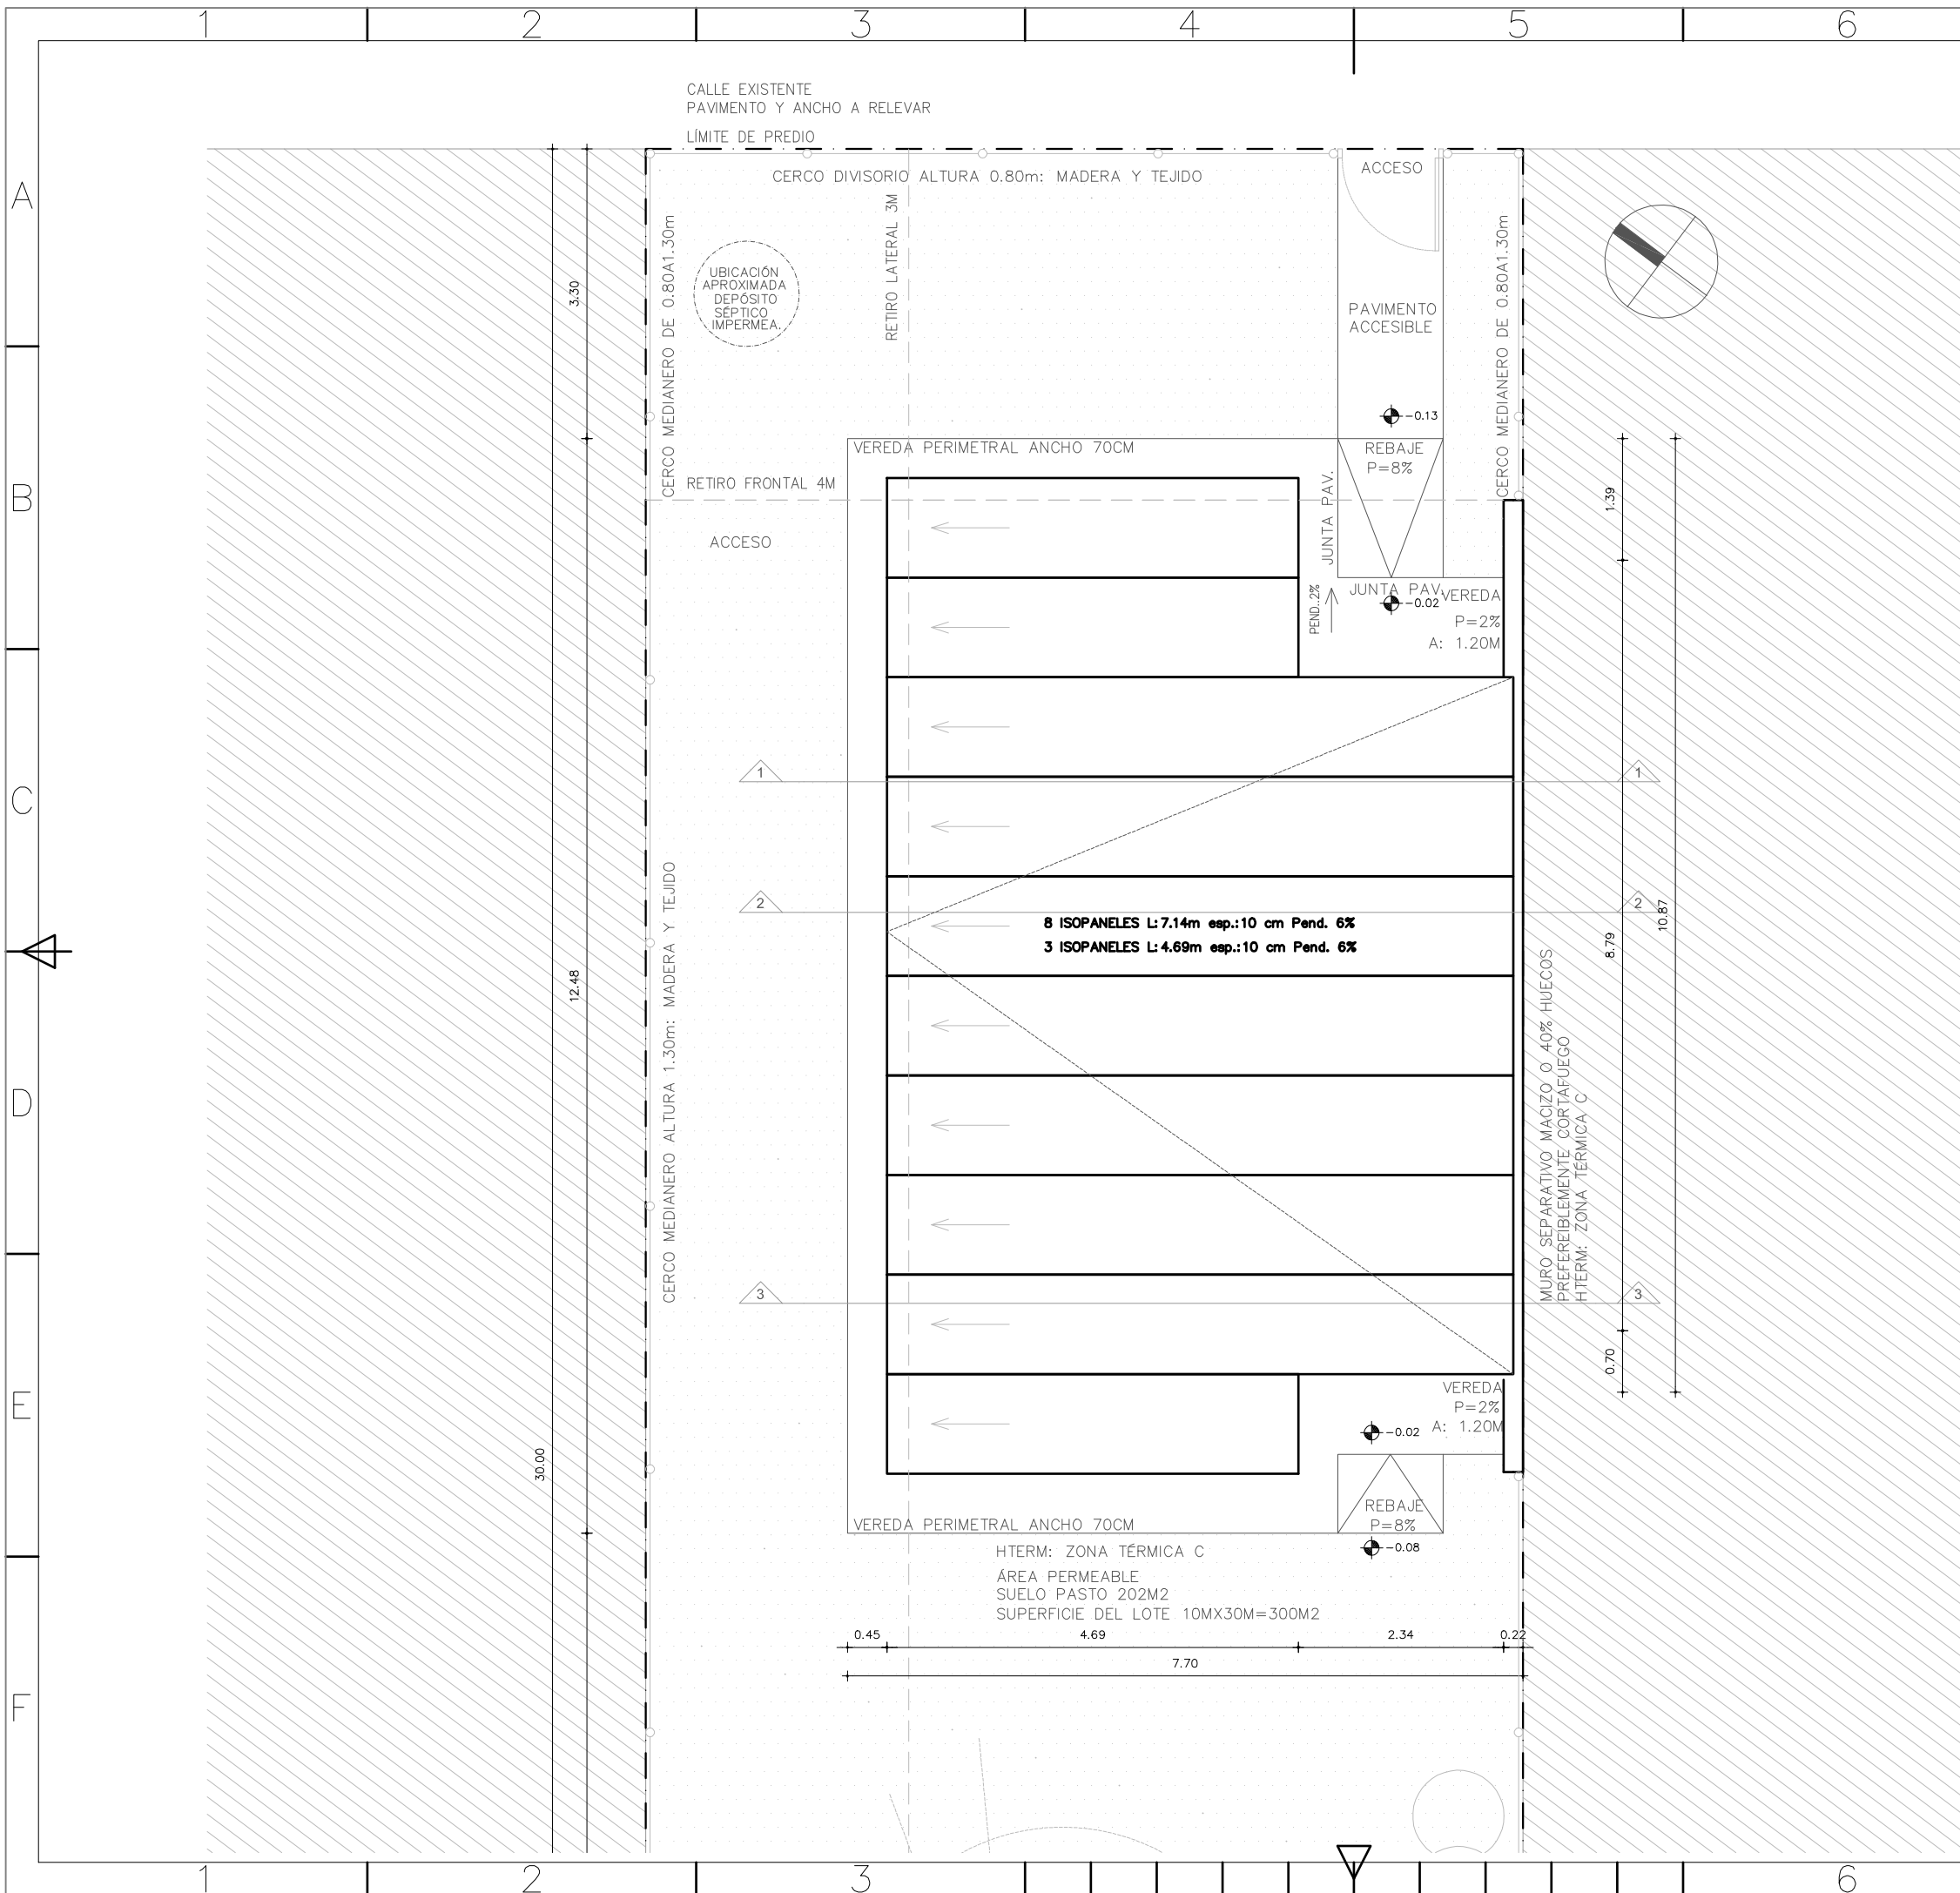 1 2 3 4 5 6
CALLE EXISTENTE
PAVIMENTO Y ANCHO A RELEVAR
LÍMITE DE PREDIO
CERCO DIVISORIO ALTURA 0.80m: MADERA Y TEJIDO
ACCESO
A
CERCO MEDIANERO DE 0.80A1.30m
RETIRO LATERAL 3M
CERCO MEDIANERO DE 0.80A1.30m
UBICACIÓN
APROXIMADA
DEPÓSITO
SÉPTICO
IMPERMEA.
3.30
PAVIMENTO
ACCESIBLE
-0.13
VEREDA PERIMETRAL ANCHO 70CM
REBAJE
P=8%
RETIRO FRONTAL 4M
B
JUNTA PAV.
1.39
ACCESO
JUNTA PAV.
PEND.:2%
-0.02
VEREDA
P=2%
A: 1.20M
1
1
C
2
2
8 ISOPANELES L:7.14m esp.:10 cm Pend. 6%
3 ISOPANELES L:4.69m esp.:10 cm Pend. 6%
10.87
8.79
12.48
CERCO MEDIANERO ALTURA 1.30m: MADERA Y TEJIDO
MURO SEPARATIVO MACIZO O 40% HUECOS
PREFEREIBLEMENTE CORTAFUEGO
HTERM: ZONA TÉRMICA C
D
3
3
0.70
E
VEREDA
P=2%
A: 1.20M
-0.02
30.00
REBAJE
P=8%
VEREDA PERIMETRAL ANCHO 70CM
-0.08
HTERM: ZONA TÉRMICA C
ÁREA PERMEABLE
SUELO PASTO 202M2
SUPERFICIE DEL LOTE 10MX30M=300M2
0.45 4.69 2.34 0.22
7.70
F
1 2 3 6